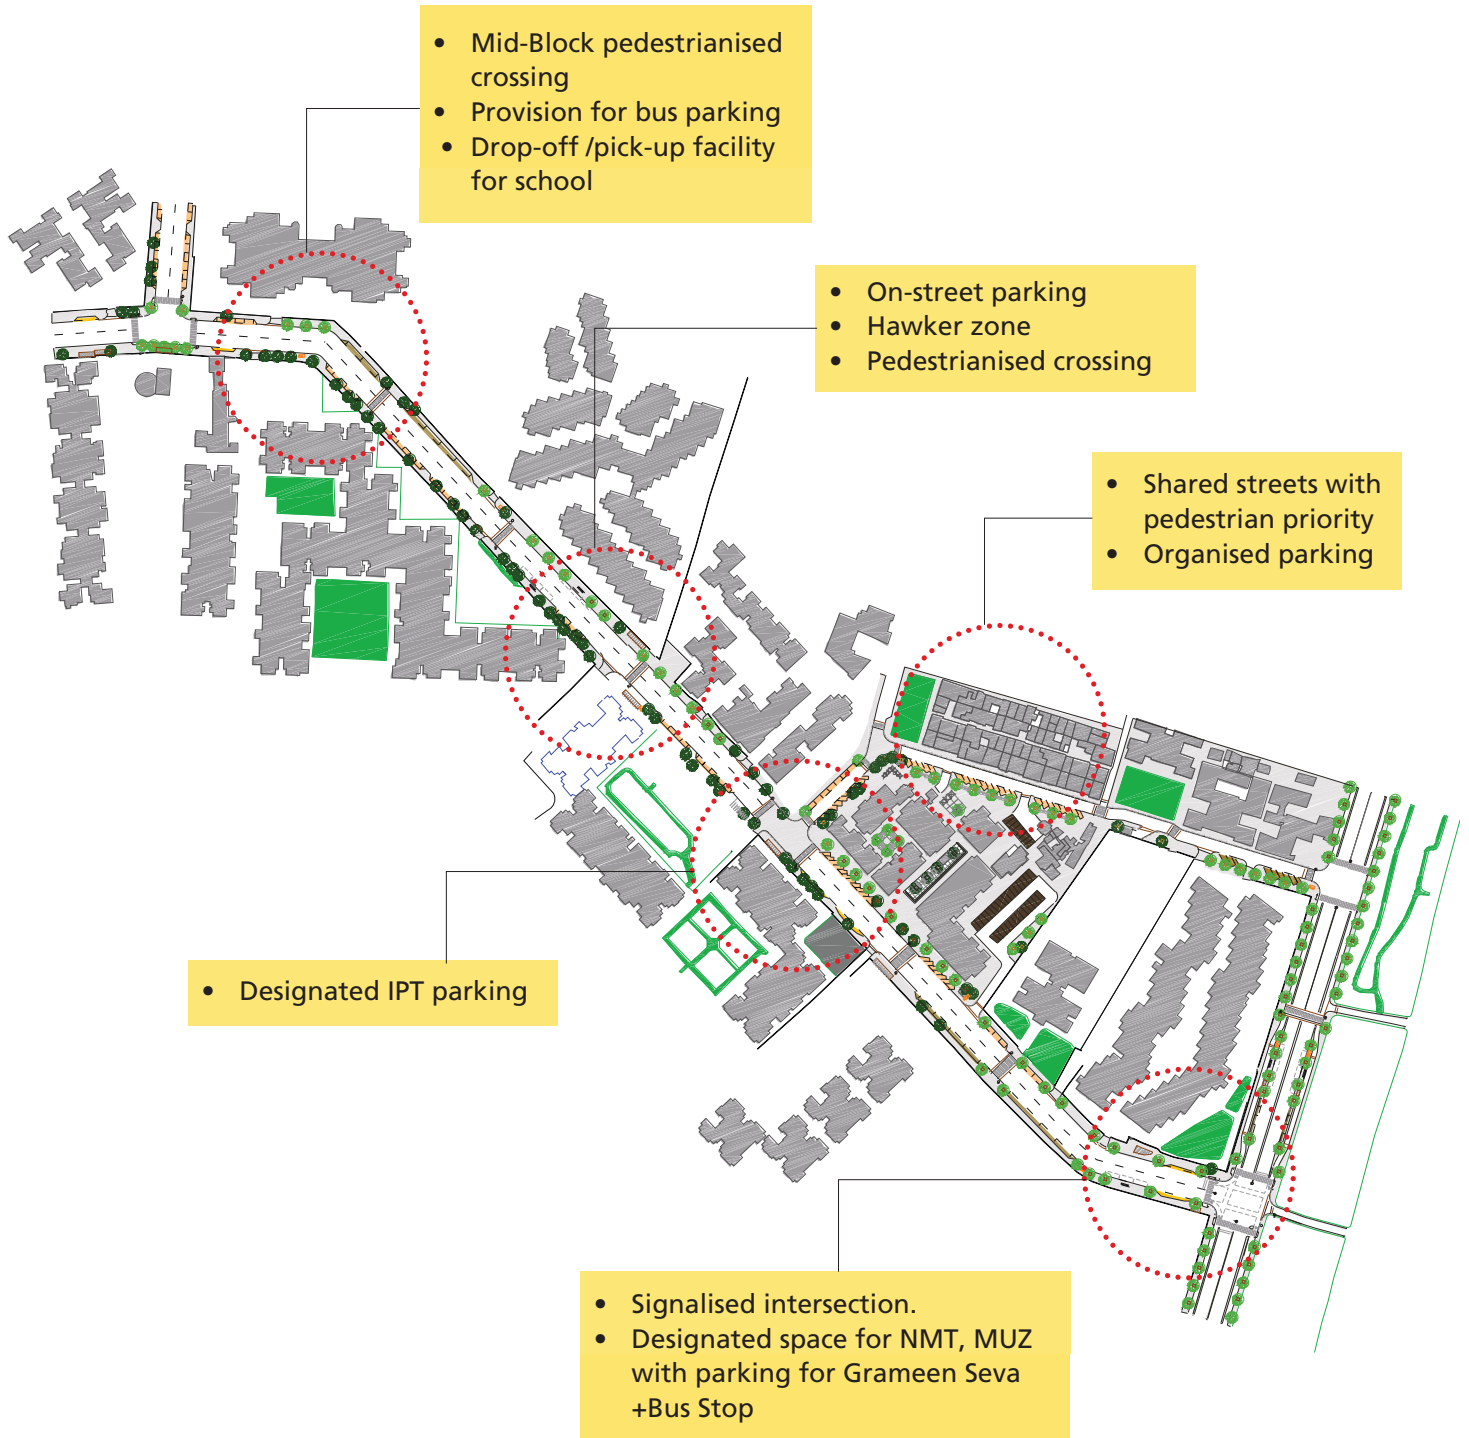 • Mid-Block pedestrianised
crossing
• Provision for bus parking
• Drop-off /pick-up facility
for school
• On-street parking
• Hawker zone
• Pedestrianised crossing
• Shared streets with
pedestrian priority
• Organised parking
• Designated IPT parking
• Signalised intersection.
• Designated space for NMT, MUZ
with parking for Grameen Seva
+Bus Stop